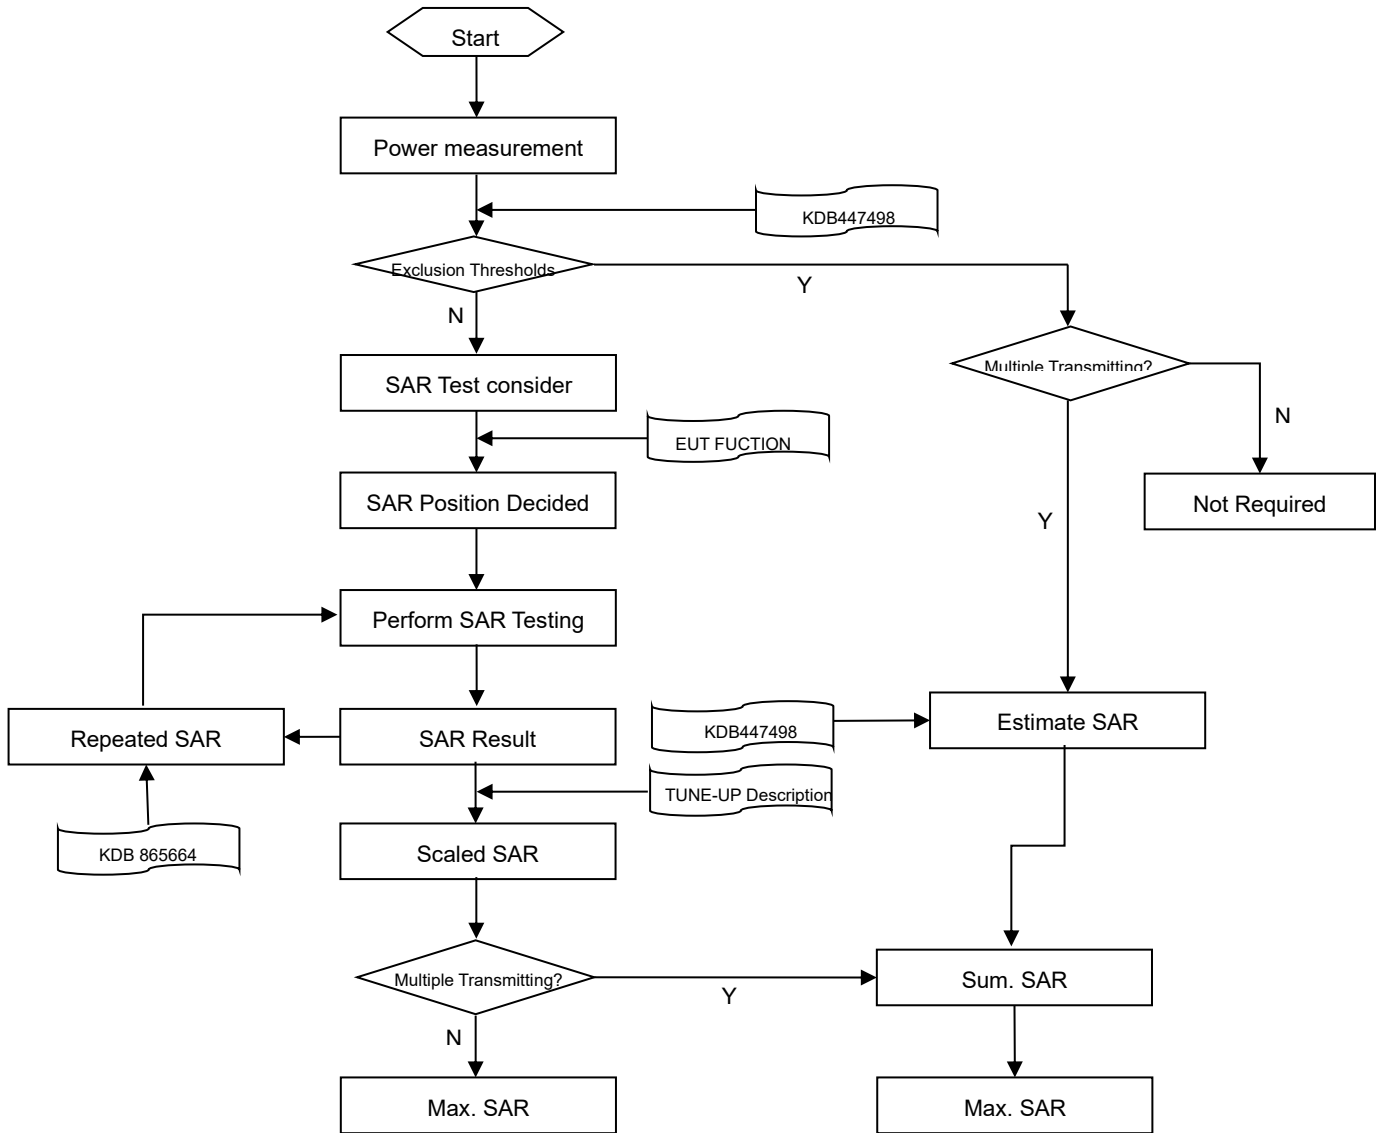 Start
Power measurement
KDB447498
Exclusion Thresholds
Y
N
Multiple Transmitting?
SAR Test consider
N
EUT FUCTION
SAR Position Decided
Not Required
Y
Perform SAR Testing
Repeated SAR
SAR Result
KDB447498
Estimate SAR
TUNE-UP Description
KDB 865664
Scaled SAR
Multiple Transmitting?
Y
Sum. SAR
N
Max. SAR
Max. SAR